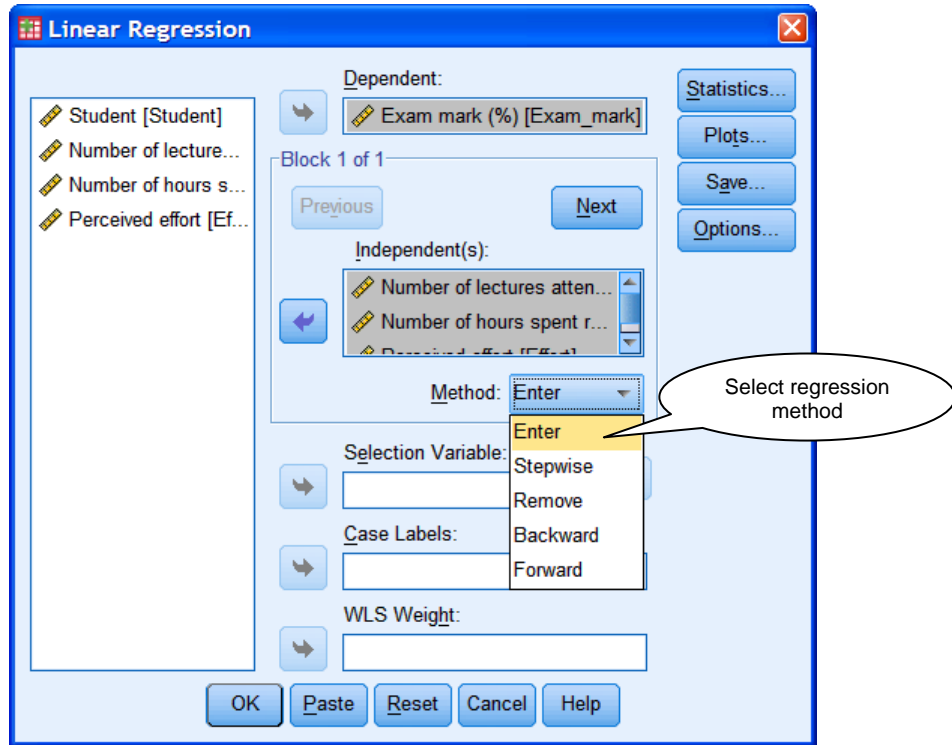 Linear Regression
Student [Student]
Number of lecture...
Number of hours s...
Perceived effort [Ef...
Dependent:
Exam mark (%) [Exam_mark]
Block 1 of 1
Previous
Next
Independent(s):
Number of lectures atten...
Number of hours spent r...
Perceived effort [Effort]
Method:
Enter
Enter
Stepwise
Remove
Backward
Forward
Select regression
method
Selection Variable:
Case Labels:
WLS Weight:
Statistics...
Plots...
Save...
Options...
OK
Paste
Reset
Cancel
Help